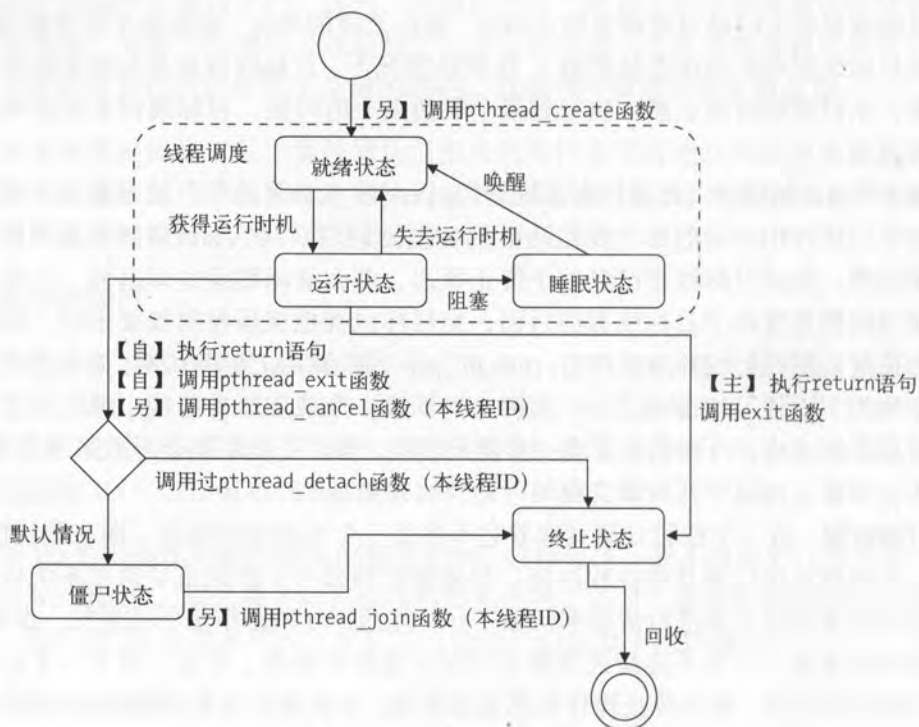 【另】调用pthread_create函数
线程调度
就绪状态
唤醒
获得运行时机
失去运行时机
运行状态
阻塞
睡眠状态
【自】执行return语句
【自】调用pthread_exit函数
【另】调用pthread_cancel函数（本线程ID）
【主】执行return语句
调用exit函数
调用过pthread_detach函数（本线程ID）
默认情况
终止状态
僵尸状态
【另】调用pthread_join函数（本线程ID）
回收